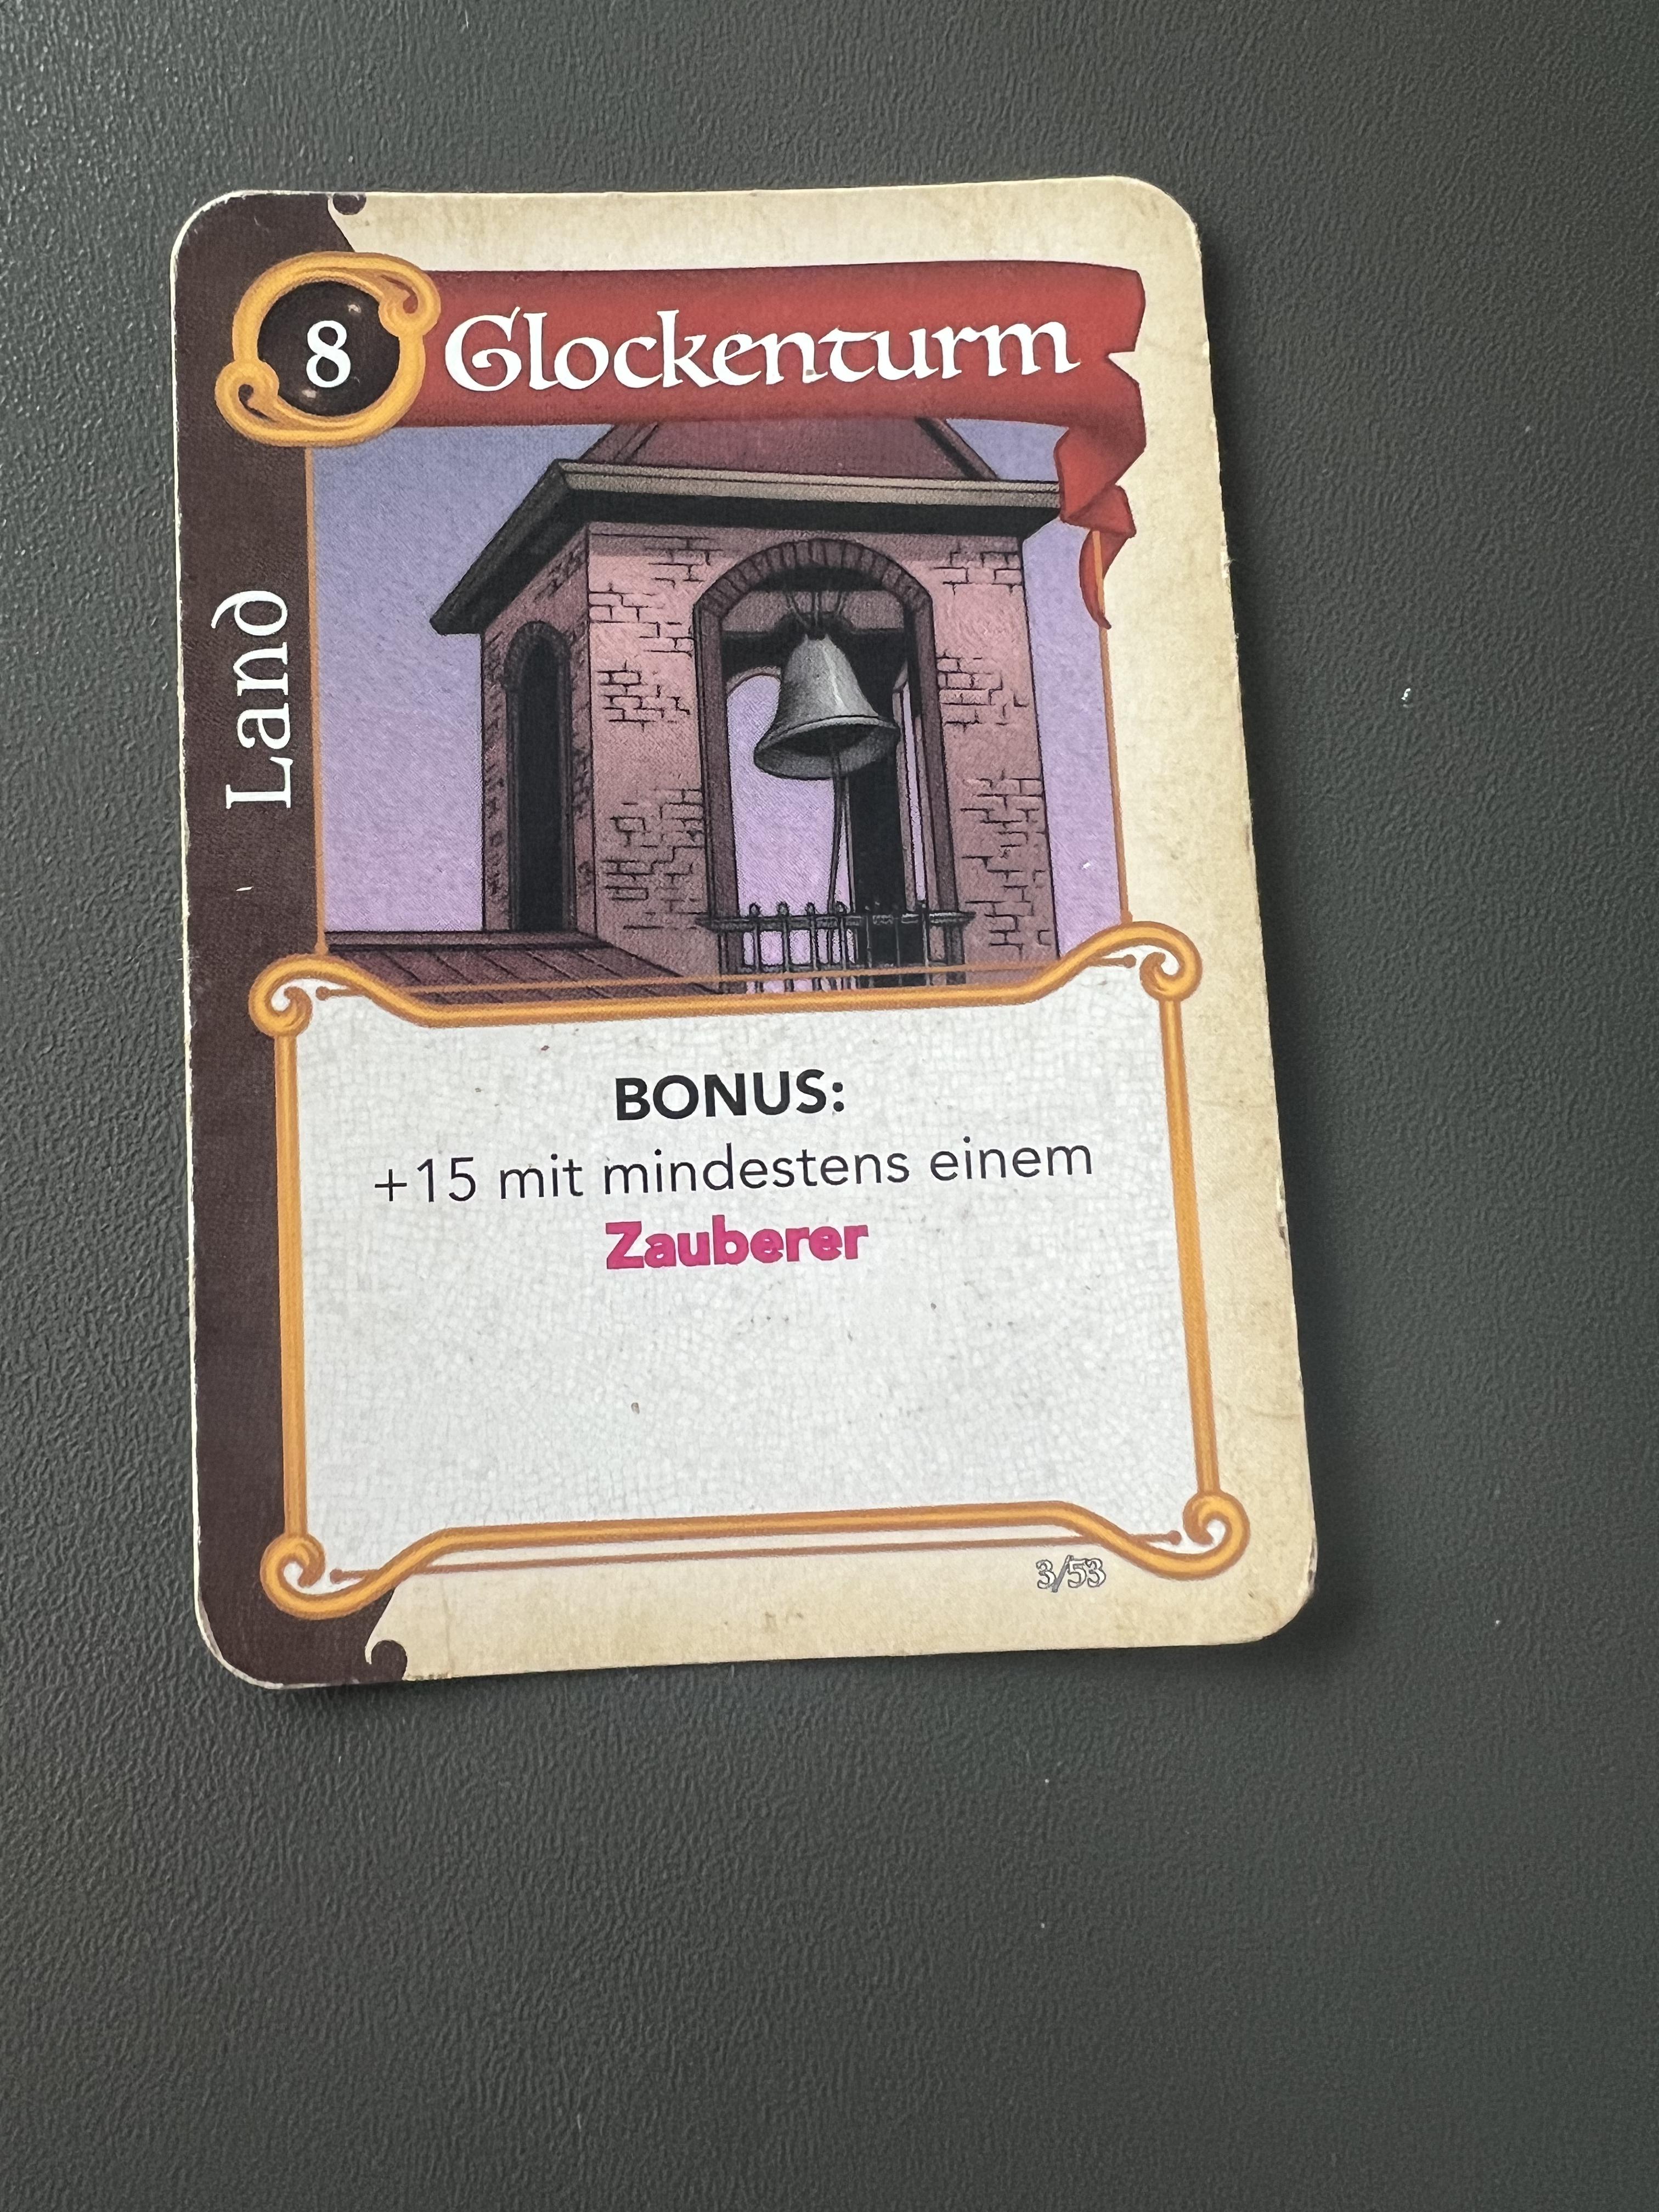 8
Glockenturm
Land
BONUS:
+15 mit mindestens einem
Zauberer
3/53